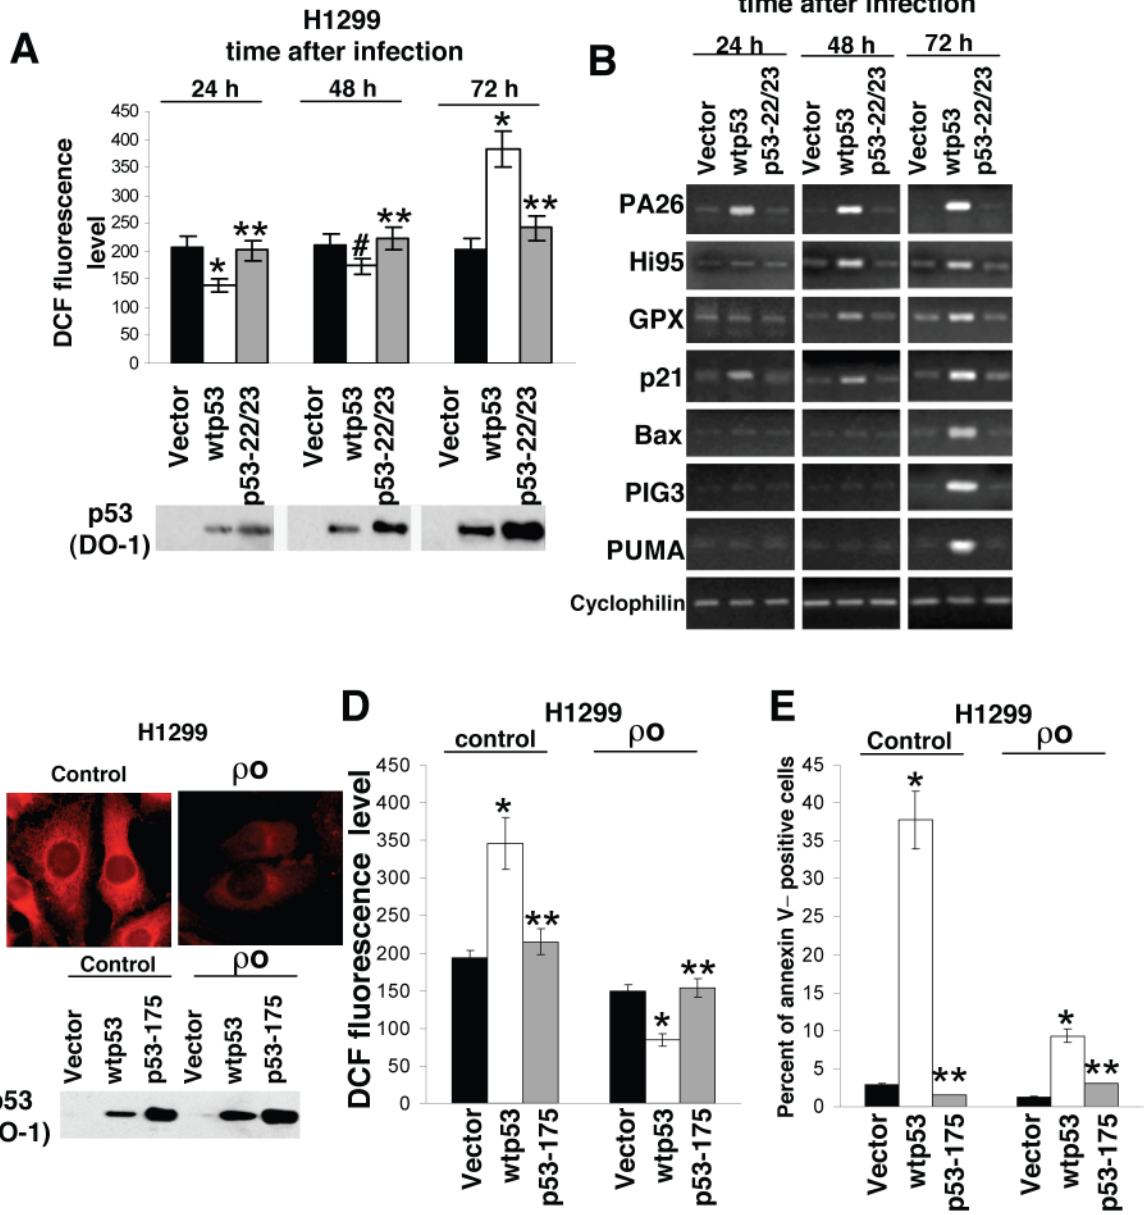 A
H1299
time after infection
24 h
48 h
72 h
DCF fluorescence
level
450
400
350
300
250
200
150
100
50
0
*
**
#
**
*
**
Vector
wtp53
p53-22/23
Vector
wtp53
p53-22/23
Vector
wtp53
p53-22/23
p53
(DO-1)
time after infection
B
24 h
48 h
72 h
Vector
wtp53
p53-22/23
Vector
wtp53
p53-22/23
Vector
wtp53
p53-22/23
PA26
Hi95
GPX
p21
Bax
PIG3
PUMA
Cyclophilin
H1299
Control
ρo
Control
ρo
Vector
wtp53
p53-175
Vector
wtp53
p53-175
p53
O-1)
D
H1299
control
ρo
DCF fluorescence level
450
400
350
300
250
200
150
100
50
0
*
**
*
**
Vector
wtp53
p53-175
Vector
wtp53
p53-175
E
H1299
Control
ρo
Percent of annexin V– positive cells
45
40
35
30
25
20
15
10
5
0
*
**
*
**
Vector
wtp53
p53-175
Vector
wtp53
p53-175